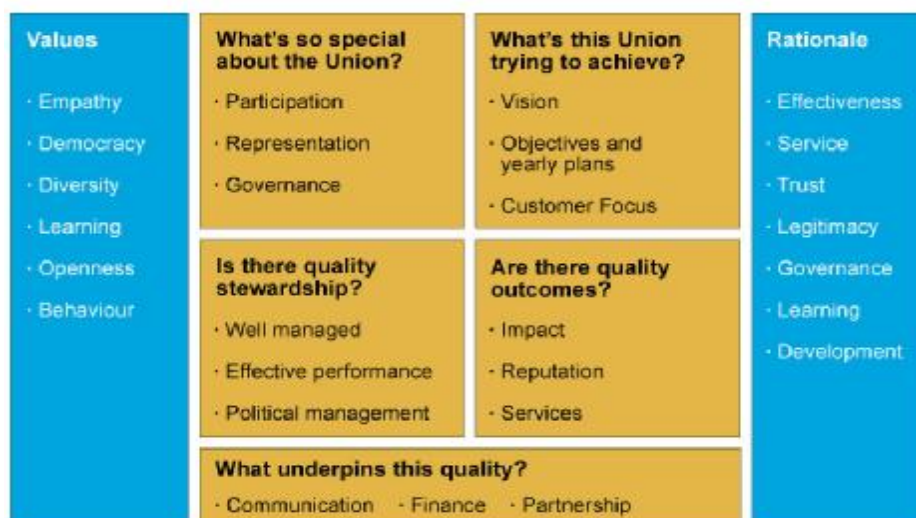 Values
· Empathy
· Democracy
· Diversity
· Learning
· Openness
· Behaviour
What's so special
about the Union?
· Participation
· Representation
· Governance
What's this Union
trying to achieve?
· Vision
· Objectives and
yearly plans
· Customer Focus
Is there quality
stewardship?
· Well managed
· Effective performance
· Political management
Are there quality
outcomes?
· Impact
· Reputation
· Services
What underpins this quality?
· Communication · Finance · Partnership
Rationale
· Effectiveness
· Service
· Trust
· Legitimacy
· Governance
· Learning
· Development